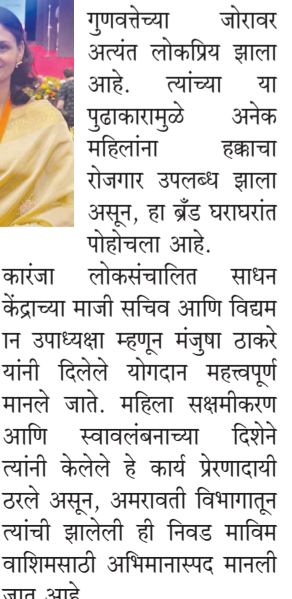 गुणवत्तेच्या जोरावर
अत्यंत लोकप्रिय झाला
आहे. त्यांच्या या
पुढाकारामुळे अनेक
महिलांना हक्काचा
रोजगार उपलब्ध झाला
असून, हा ब्रँड घराघरांत
पोहोचला आहे.
कारंजा लोकसंचालित साधन
केंद्राच्या माजी सचिव आणि विद्यम
ान उपाध्यक्षा म्हणून मंजुषा ठाकरे
यांनी दिलेले योगदान महत्त्वपूर्ण
मानले जाते. महिला सक्षमीकरण
आणि स्वावलंबनाच्या दिशेने
त्यांनी केलेले हे कार्य प्रेरणादायी
ठरले असून, अमरावती विभागातून
त्यांची झालेली ही निवड माविम
वाशिमसाठी अभिमानास्पद मानली
जात आहे